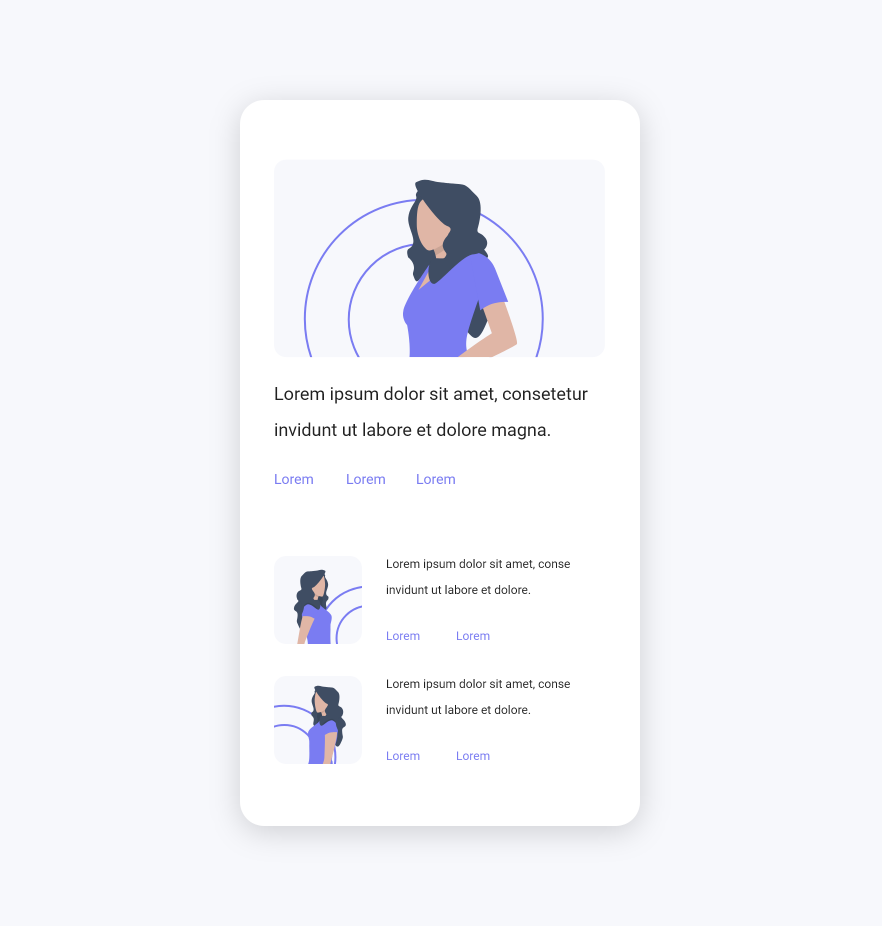 Lorem ipsum dolor sit amet, consetetur
invidunt ut labore et dolore magna.
Lorem Lorem Lorem
Lorem ipsum dolor sit amet, conse
invidunt ut labore et dolore.
Lorem Lorem
Lorem ipsum dolor sit amet, conse
invidunt ut labore et dolore.
Lorem Lorem